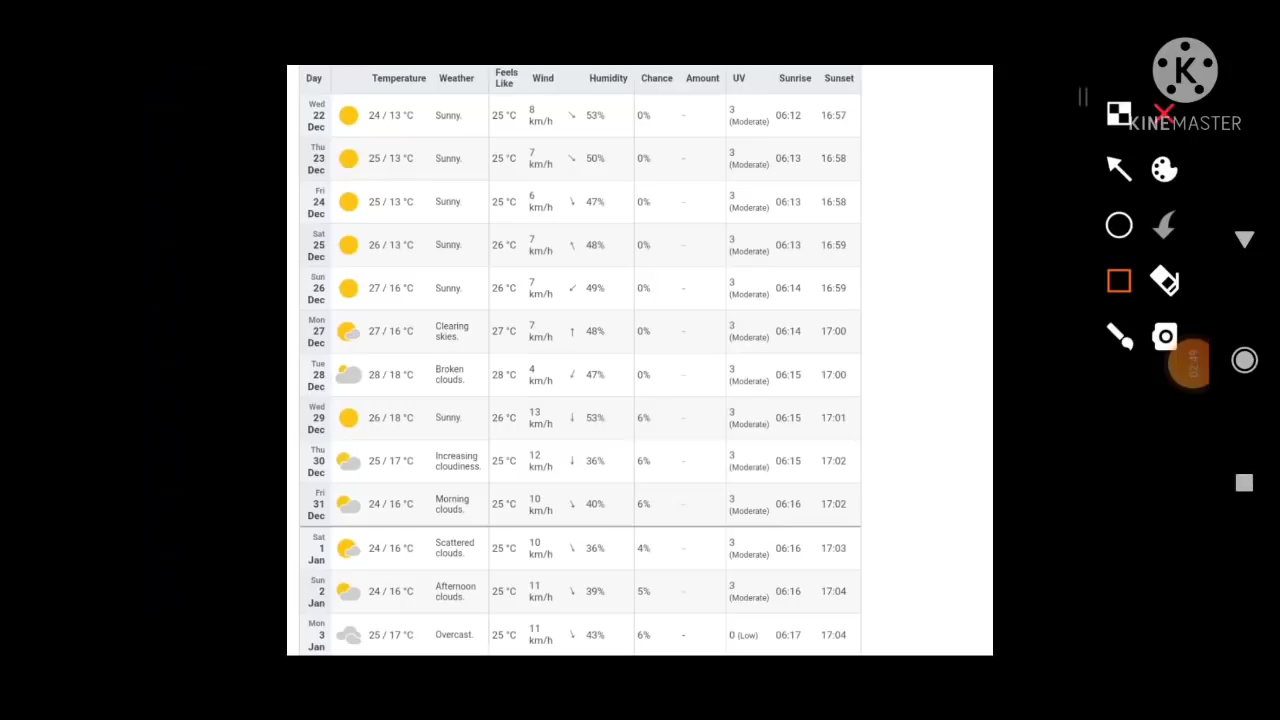 Day Temperature Weather Feels Like Wind Humidity Chance Amount UV Sunrise Sunset
Wed 22 Dec 24 / 13 °C Sunny. 25 °C 8 km/h ↘ 53% 0% - 3 (Moderate) 06:12 16:57
Thu 23 Dec 25 / 13 °C Sunny. 25 °C 7 km/h ↘ 50% 0% - 3 (Moderate) 06:13 16:58
Fri 24 Dec 25 / 13 °C Sunny. 25 °C 6 km/h ↓ 47% 0% - 3 (Moderate) 06:13 16:58
Sat 25 Dec 26 / 13 °C Sunny. 26 °C 7 km/h ↑ 48% 0% - 3 (Moderate) 06:13 16:59
Sun 26 Dec 27 / 16 °C Sunny. 26 °C 7 km/h ↙ 49% 0% - 3 (Moderate) 06:14 16:59
Mon 27 Dec 27 / 16 °C Clearing skies. 27 °C 7 km/h ↑ 48% 0% - 3 (Moderate) 06:14 17:00
Tue 28 Dec 28 / 18 °C Broken clouds. 28 °C 4 km/h ↓ 47% 0% - 3 (Moderate) 06:15 17:00
Wed 29 Dec 26 / 18 °C Sunny. 26 °C 13 km/h ↓ 53% 6% - 3 (Moderate) 06:15 17:01
Thu 30 Dec 25 / 17 °C Increasing cloudiness. 25 °C 12 km/h ↓ 36% 6% - 3 (Moderate) 06:15 17:02
Fri 31 Dec 24 / 16 °C Morning clouds. 25 °C 10 km/h ↓ 40% 6% - 3 (Moderate) 06:16 17:02
Sat 1 Jan 24 / 16 °C Scattered clouds. 25 °C 10 km/h ↓ 36% 4% - 3 (Moderate) 06:16 17:03
Sun 2 Jan 24 / 16 °C Afternoon clouds. 25 °C 11 km/h ↓ 39% 5% - 3 (Moderate) 06:16 17:04
Mon 3 Jan 25 / 17 °C Overcast. 25 °C 11 km/h ↓ 43% 6% - 0 (Low) 06:17 17:04
K
KINEMASTER
02:49